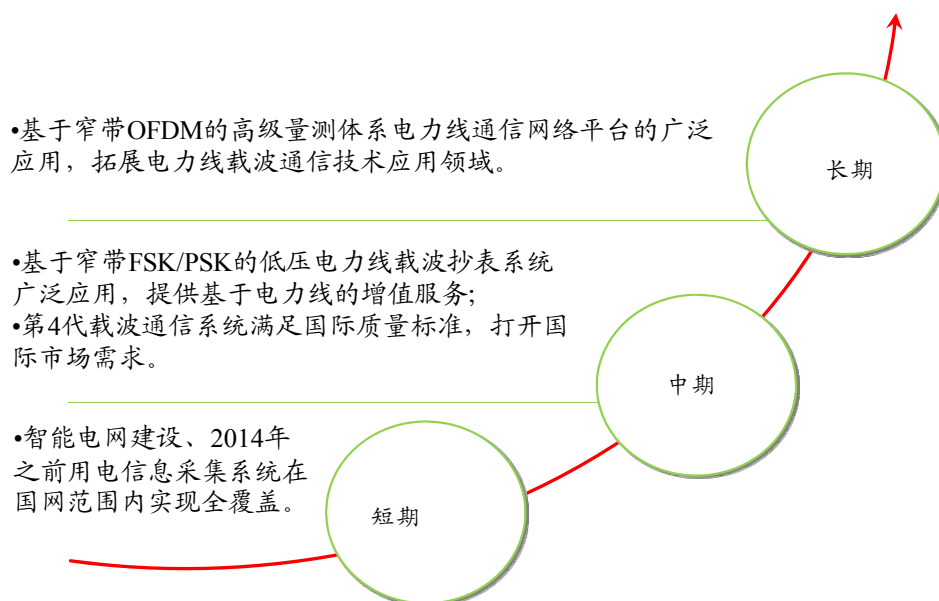 •基于窄带OFDM的高级量测体系电力线通信网络平台的广泛
应用，拓展电力线载波通信技术应用领域。
长期
•基于窄带FSK/PSK的低压电力线载波抄表系统
广泛应用，提供基于电力线的增值服务;
•第4代载波通信系统满足国际质量标准，打开国
际市场需求。
中期
•智能电网建设、2014年
之前用电信息采集系统在
国网范围内实现全覆盖。
短期